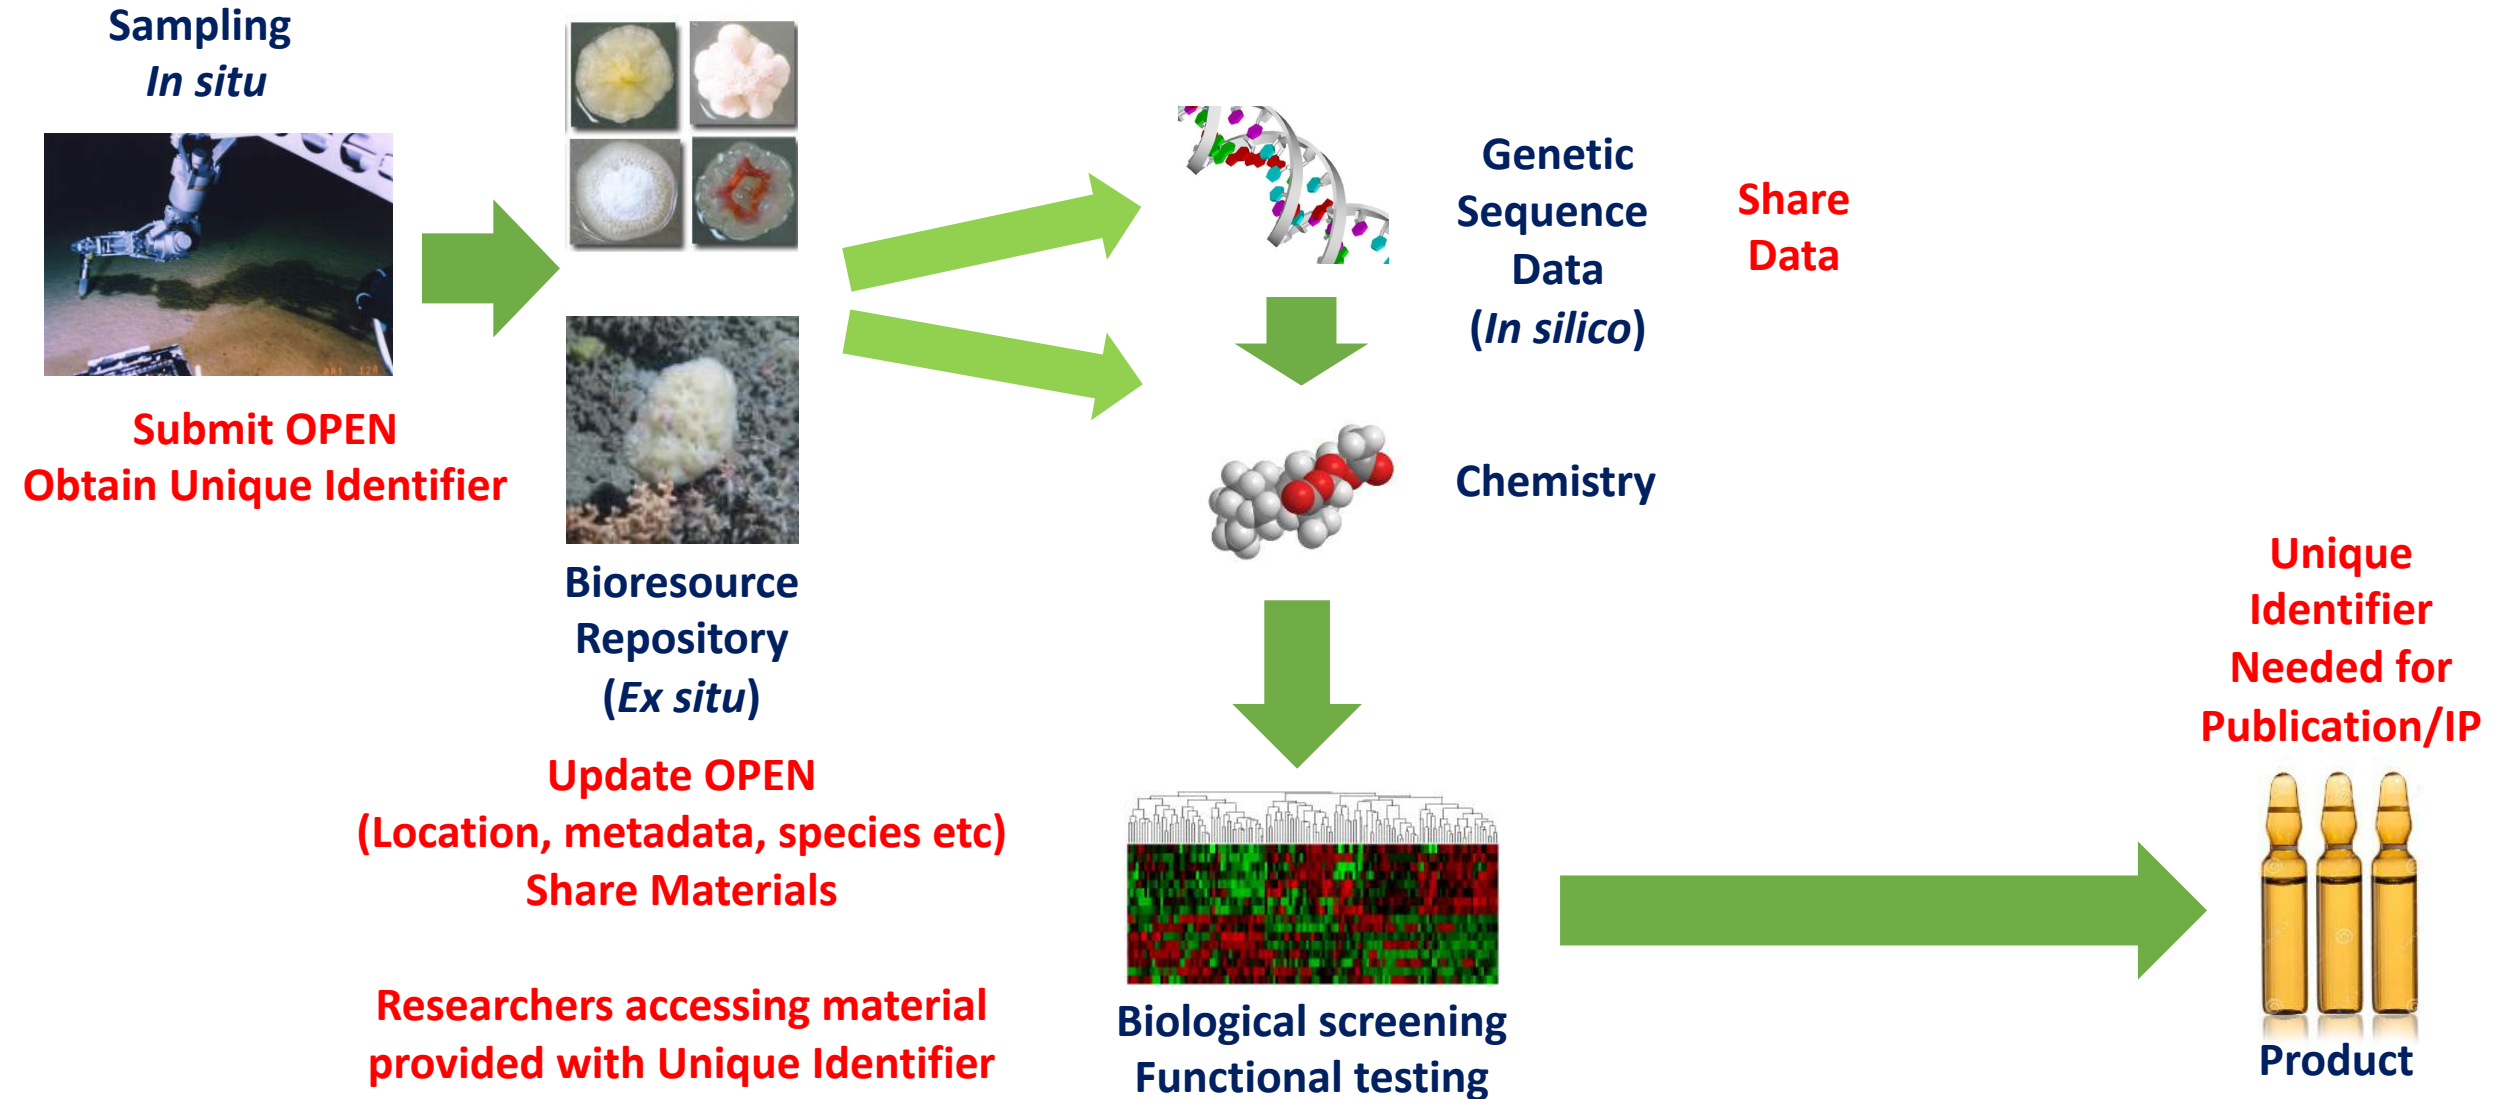 Sampling
In situ
Submit OPEN
Obtain Unique Identifier
Bioresource
Repository
(Ex situ)
Update OPEN
(Location, metadata, species etc)
Share Materials
Researchers accessing material
provided with Unique Identifier
Genetic
Sequence
Data
(In silico)
Share
Data
Chemistry
Biological screening
Functional testing
Unique
Identifier
Needed for
Publication/IP
Product